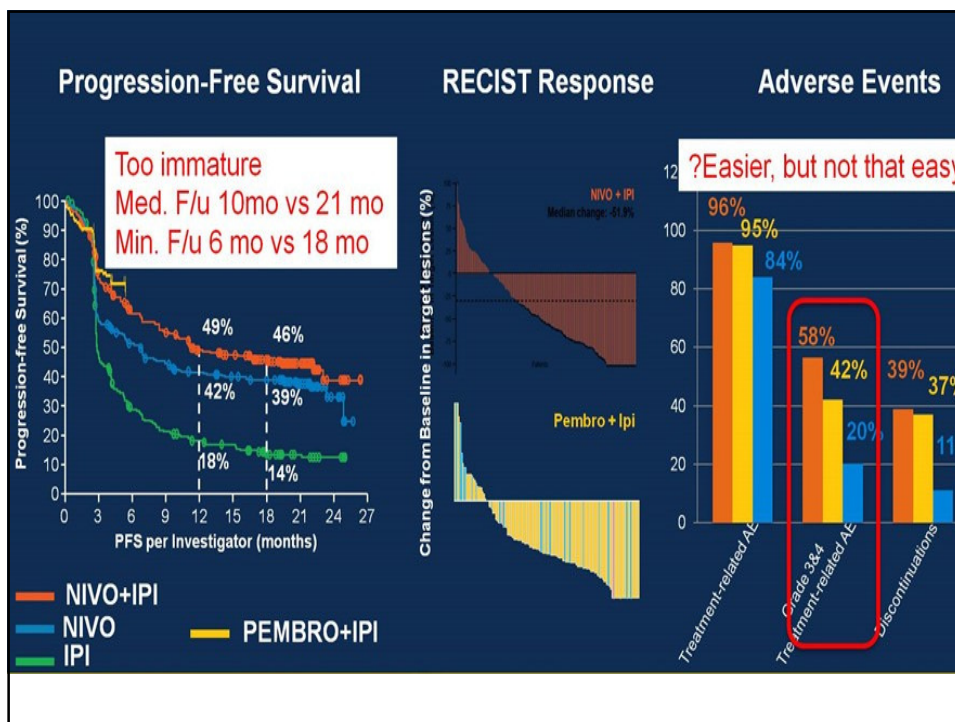 Progression-Free Survival
RECIST Response
Adverse Events
Too immature
Med. F/u 10mo vs 21 mo
Min. F/u 6 mo vs 18 mo
?Easier, but not that easy
Progression-free Survival (%)
100
90
80
70
60
50
40
30
20
10
0
49%
46%
42%
39%
18%
14%
0 3 6 9 12 15 18 21 24 27
PFS per Investigator (months)
NIVO+IPI
NIVO
IPI
PEMBRO+IPI
Change from Baseline in target lesions (%)
NIVO + IPI
Median change: -51.9%
Pembro + Ipi
12
100
80
60
40
20
0
96%
95%
84%
58%
42%
20%
39%
37%
11
Treatment-related AE
Grade 3&4
Treatment-related AE
Discontinuations